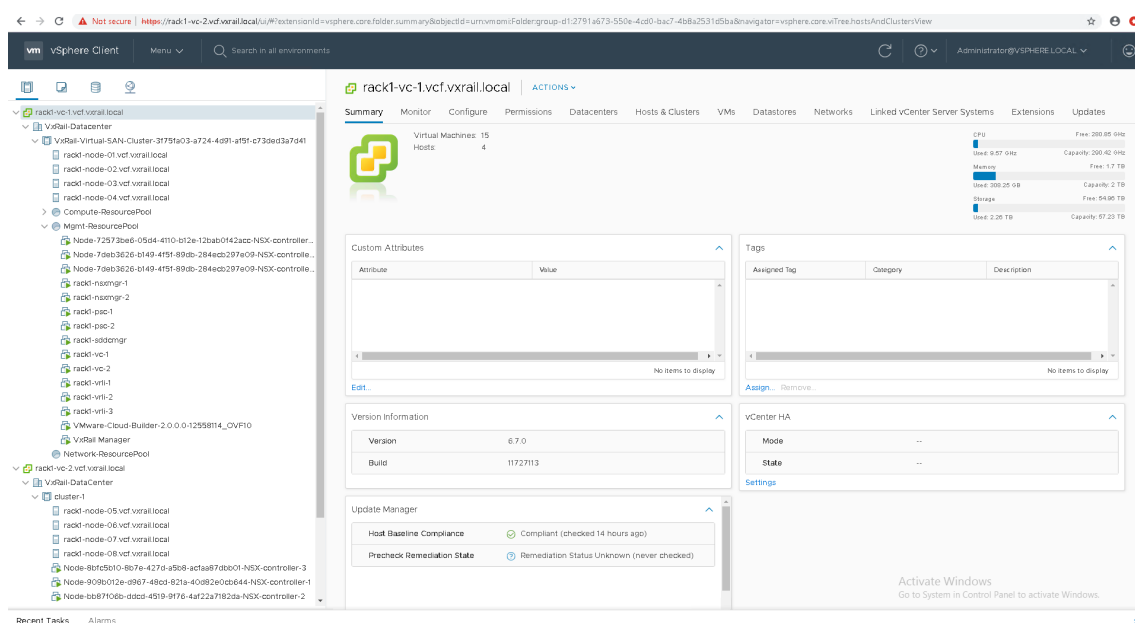 Not secure | https://rack1-vc-2.vcf.vxrail.local/ui/#?extensionId=vsphere.core.folder.summary&objectId=urn:vmomi:Folder:group-d1:2791a673-550e-4cd0-bac7-4b8a2531d5ba&navigator=vsphere.core.viTree.hostsAndClustersView
vm vSphere Client Menu Search in all environments Administrator@VSPHERE.LOCAL
rack1-vc-1.vcf.vxrail.local
VxRail-Datacenter
VxRail-Virtual-SAN-Cluster-3f75fa03-a724-4d91-af5f-c73ded3a7d41
rack1-node-01.vcf.vxrail.local
rack1-node-02.vcf.vxrail.local
rack1-node-03.vcf.vxrail.local
rack1-node-04.vcf.vxrail.local
Compute-ResourcePool
Mgmt-ResourcePool
Node-72573be6-05d4-4110-b12e-12bab0f42acc-NSX-controller...
Node-7deb3626-b149-4f5f-89db-284ecb297e09-NSX-controlle...
Node-7deb3626-b149-4f5f-89db-284ecb297e09-NSX-controlle...
rack1-nsxmgr-1
rack1-nsxmgr-2
rack1-psc-1
rack1-psc-2
rack1-sddcmgr
rack1-vc-1
rack1-vc-2
rack1-vrli-1
rack1-vrli-2
rack1-vrli-3
VMware-Cloud-Builder-2.0.0.0-12558114_OVF10
VxRail Manager
Network-ResourcePool
rack1-vc-2.vcf.vxrail.local
VxRail-DataCenter
cluster-1
rack1-node-05.vcf.vxrail.local
rack1-node-06.vcf.vxrail.local
rack1-node-07.vcf.vxrail.local
rack1-node-08.vcf.vxrail.local
Node-8bfc5b10-8b7e-427d-a5b8-acfaa87dbb01-NSX-controller-3
Node-909b012e-d967-48cd-821a-40d82e0cb644-NSX-controller-1
Node-bb87f06b-ddcd-4519-9f76-4af22a7182da-NSX-controller-2
rack1-vc-1.vcf.vxrail.local ACTIONS
Summary Monitor Configure Permissions Datacenters Hosts & Clusters VMs Datastores Networks Linked vCenter Server Systems Extensions Updates
Virtual Machines: 15
Hosts: 4
CPU Free: 280.85 GHz
Used: 9.57 GHz Capacity: 290.42 GHz
Memory Free: 1.7 TB
Used: 308.25 GB Capacity: 2 TB
Storage Free: 54.96 TB
Used: 2.26 TB Capacity: 57.23 TB
Custom Attributes
Attribute Value
No items to display
Edit...
Tags
Assigned Tag Category Description
No items to display
Assign... Remove...
Version Information
Version 6.7.0
Build 11727113
vCenter HA
Mode --
State --
Settings
Update Manager
Host Baseline Compliance Compliant (checked 14 hours ago)
Precheck Remediation State Remediation Status Unknown (never checked)
Activate Windows
Go to System in Control Panel to activate Windows.
Recent Tasks Alarms